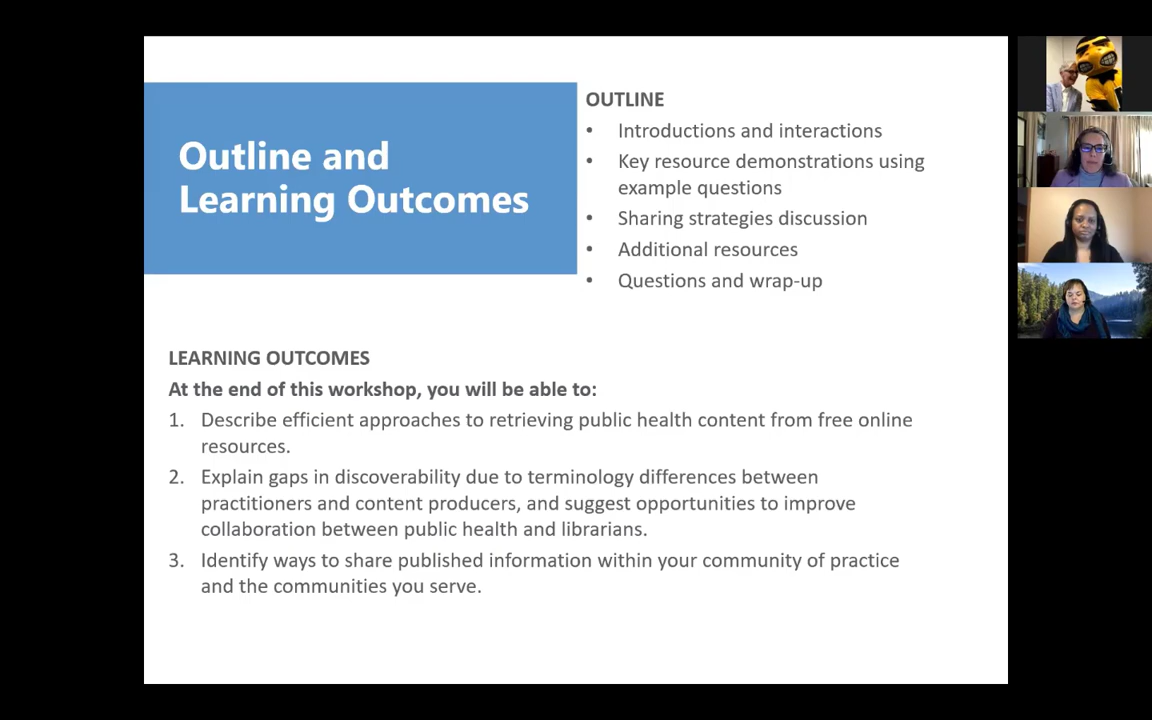 Outline and
Learning Outcomes
OUTLINE
• Introductions and interactions
• Key resource demonstrations using
example questions
• Sharing strategies discussion
• Additional resources
• Questions and wrap-up
LEARNING OUTCOMES
At the end of this workshop, you will be able to:
1. Describe efficient approaches to retrieving public health content from free online
resources.
2. Explain gaps in discoverability due to terminology differences between
practitioners and content producers, and suggest opportunities to improve
collaboration between public health and librarians.
3. Identify ways to share published information within your community of practice
and the communities you serve.